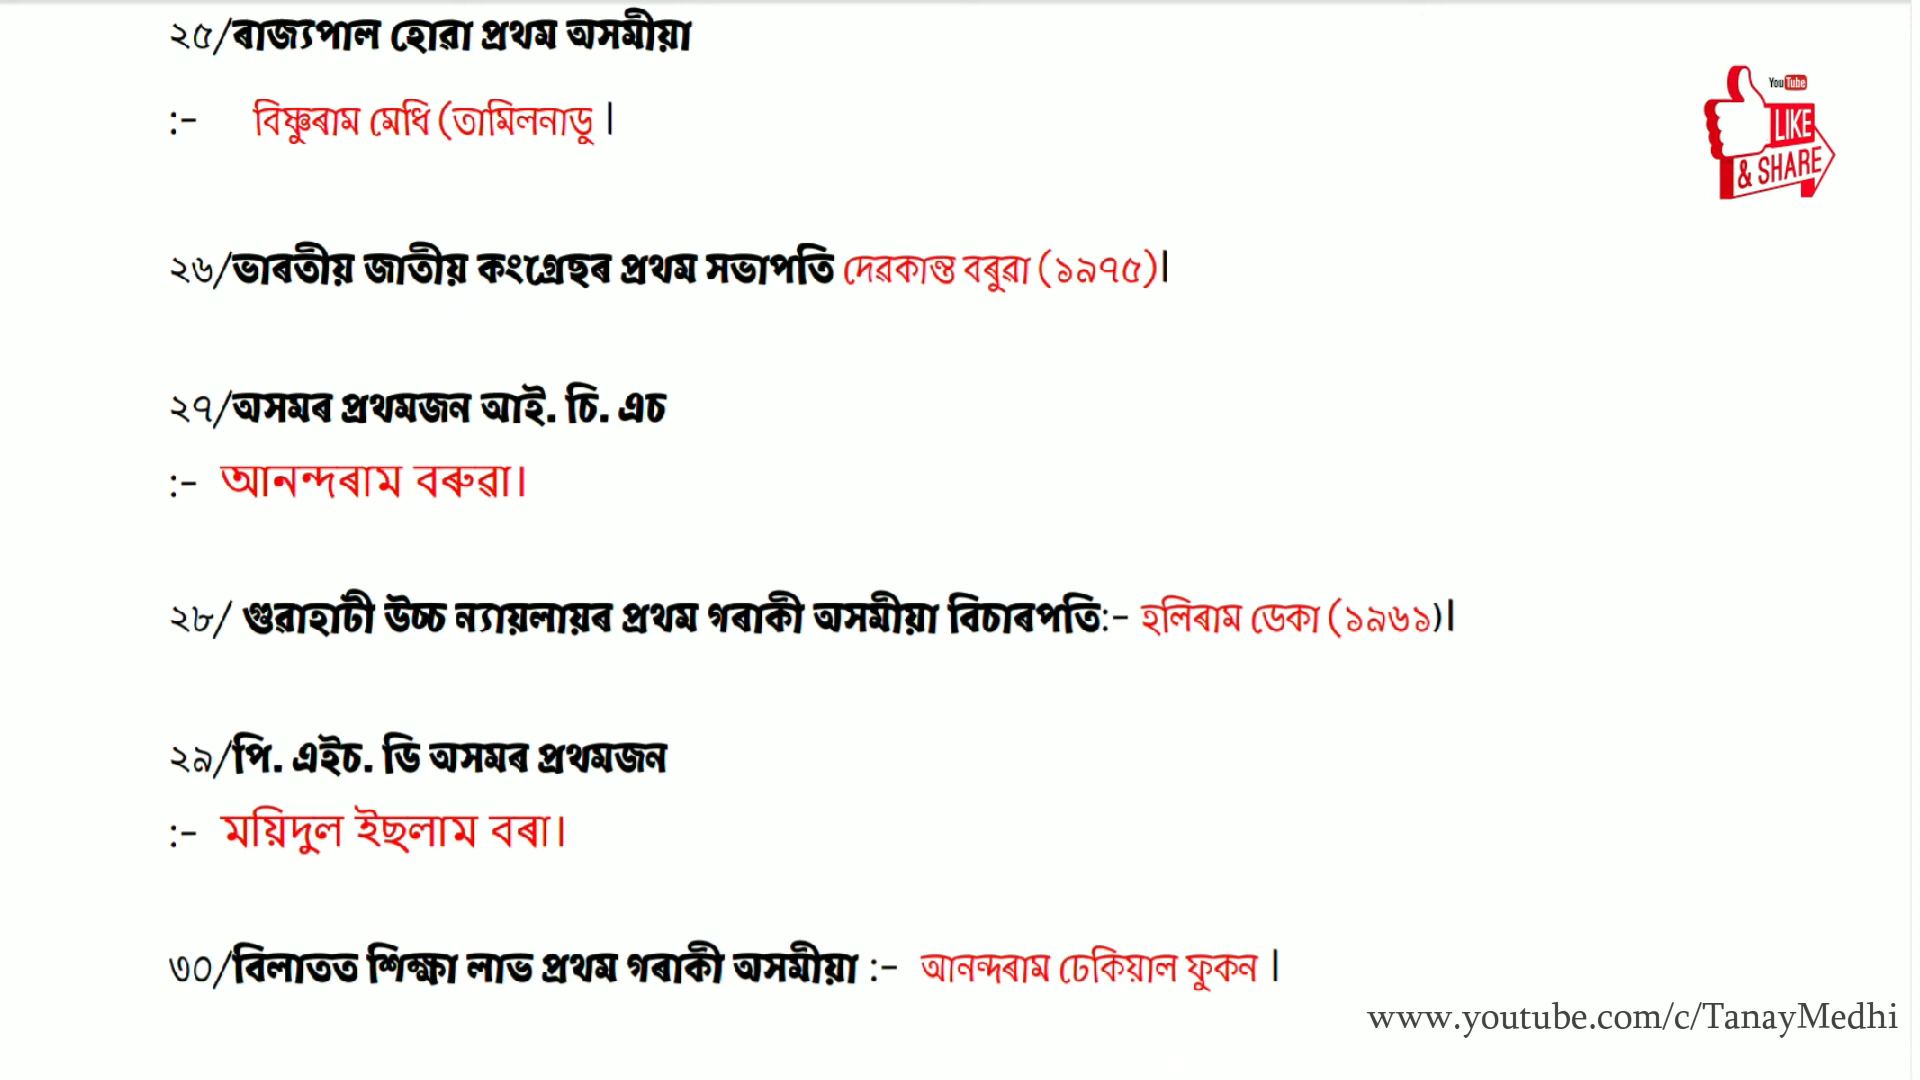 ২৫/ৰাজ্যপাল হোৱা প্ৰথম অসমীয়া
:- বিষ্ণুৰাম মেধি (তামিলনাডু |
YouTube
LIKE
& SHARE
২৬/ভাৰতীয় জাতীয় কংগ্ৰেছৰ প্ৰথম সভাপতি দেৱকান্ত বৰুৱা (১৯৭৫)|
২৭/অসমৰ প্ৰথমজন আই. চি. এচ
:- আনন্দৰাম বৰুৱা।
২৮/ গুৱাহাটী উচ্চ ন্যায়লায়ৰ প্ৰথম গৰাকী অসমীয়া বিচাৰপতি:- হলিৰাম ডেকা (১৯৬১)|
২৯/পি. এইচ. ডি অসমৰ প্ৰথমজন
:- ময়িদুল ইছলাম বৰা।
৩০/বিলাতত শিক্ষা লাভ প্ৰথম গৰাকী অসমীয়া :- আনন্দৰাম ঢেকিয়াল ফুকন |
www.youtube.com/c/TanayMedhi